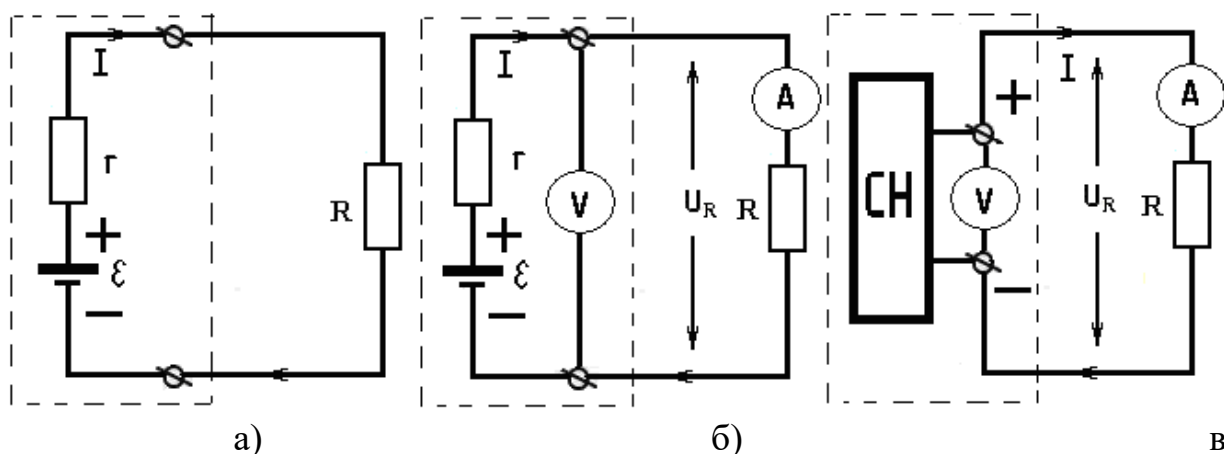 I r + ε − R
I r + ε − V U_R A R
СН + V − I U_R A R
а) б) в